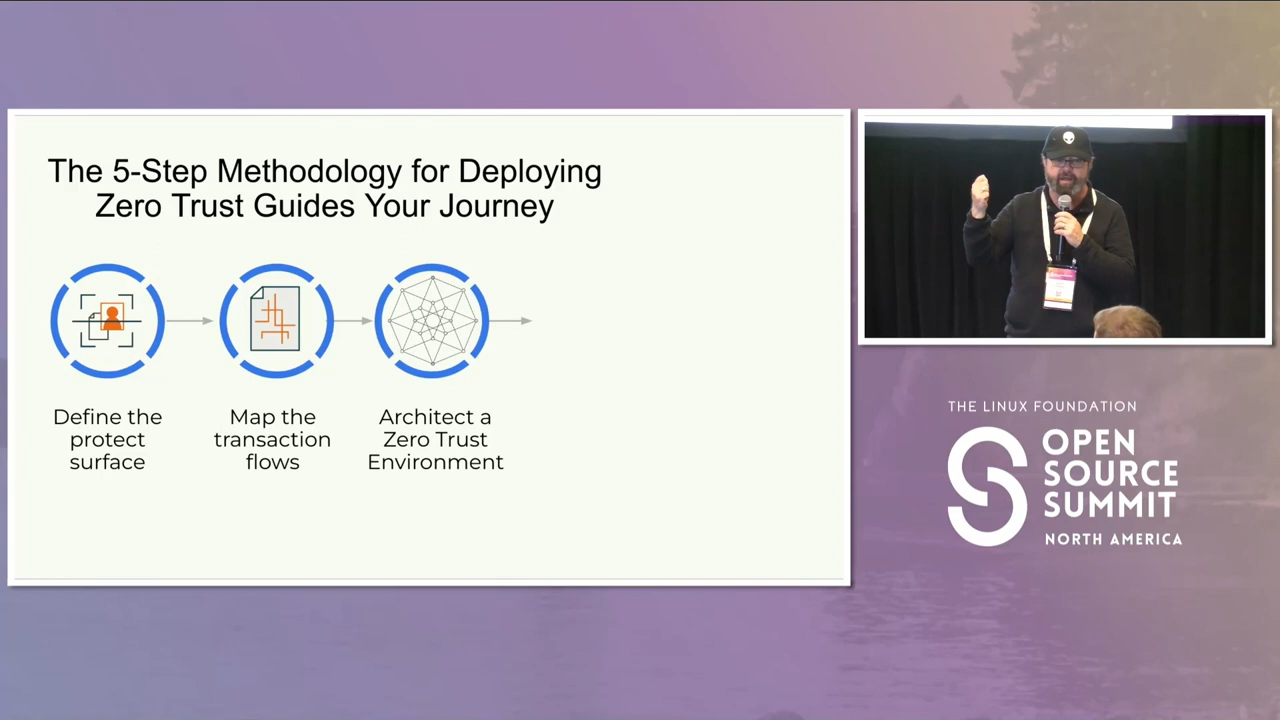 The 5-Step Methodology for Deploying
Zero Trust Guides Your Journey
Define the
protect
surface
Map the
transaction
flows
Architect a
Zero Trust
Environment
THE LINUX FOUNDATION
OPEN
SOURCE
SUMMIT
NORTH AMERICA